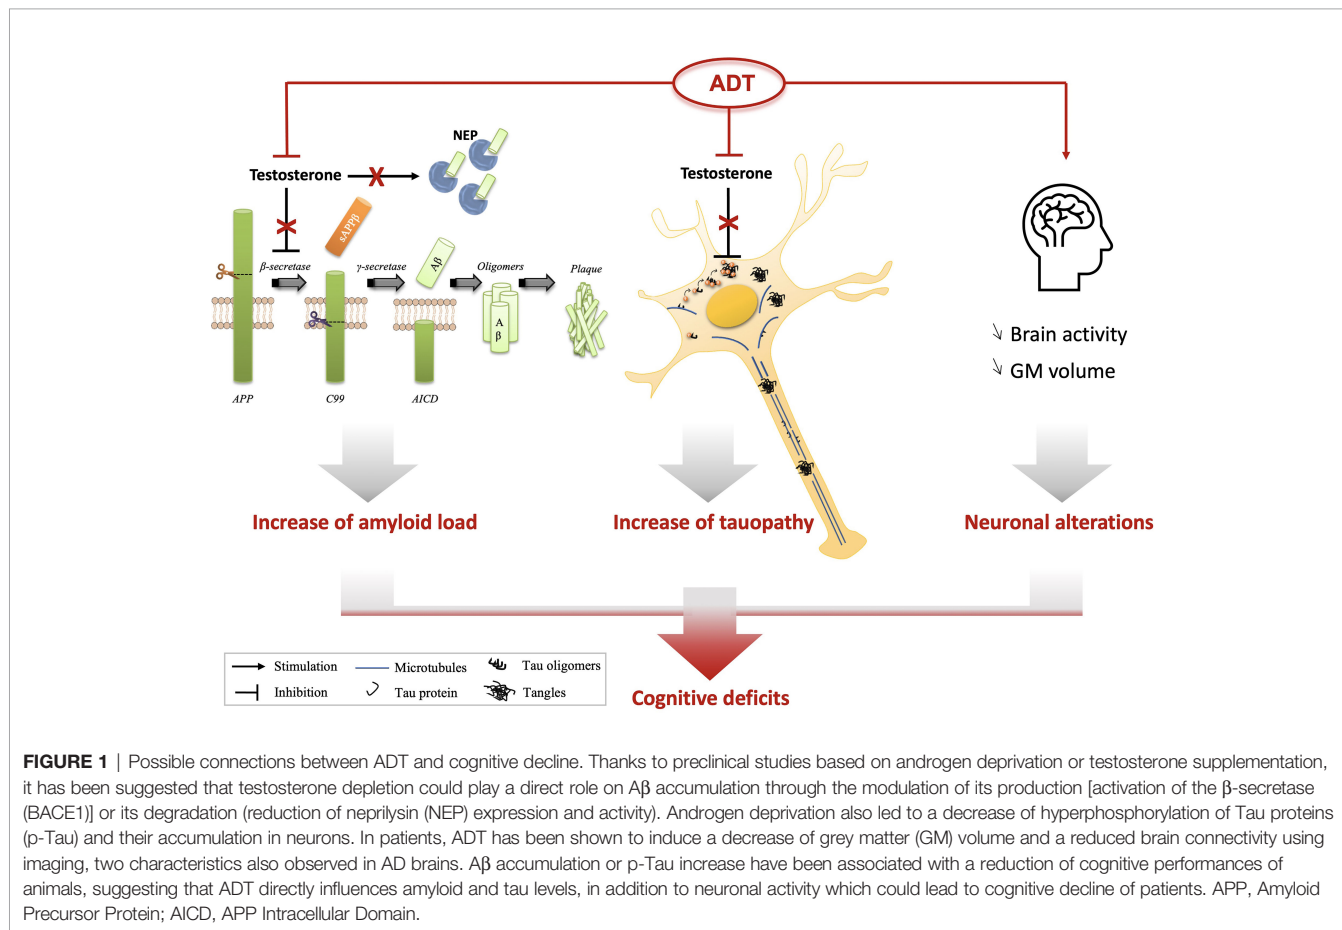 ADT
NEP
Testosterone
Testosterone
sAPPβ
Aβ
β-secretase
γ-secretase
Oligomers
Plaque
A
β
APP
C99
AICD
↘ Brain activity
↘ GM volume
Increase of amyloid load
Increase of tauopathy
Neuronal alterations
Stimulation
Microtubules
Tau oligomers
Inhibition
Tau protein
Tangles
Cognitive deficits
FIGURE 1 | Possible connections between ADT and cognitive decline. Thanks to preclinical studies based on androgen deprivation or testosterone supplementation,
it has been suggested that testosterone depletion could play a direct role on Aβ accumulation through the modulation of its production [activation of the β-secretase
(BACE1)] or its degradation (reduction of neprilysin (NEP) expression and activity). Androgen deprivation also led to a decrease of hyperphosphorylation of Tau proteins
(p-Tau) and their accumulation in neurons. In patients, ADT has been shown to induce a decrease of grey matter (GM) volume and a reduced brain connectivity using
imaging, two characteristics also observed in AD brains. Aβ accumulation or p-Tau increase have been associated with a reduction of cognitive performances of
animals, suggesting that ADT directly influences amyloid and tau levels, in addition to neuronal activity which could lead to cognitive decline of patients. APP, Amyloid
Precursor Protein; AICD, APP Intracellular Domain.